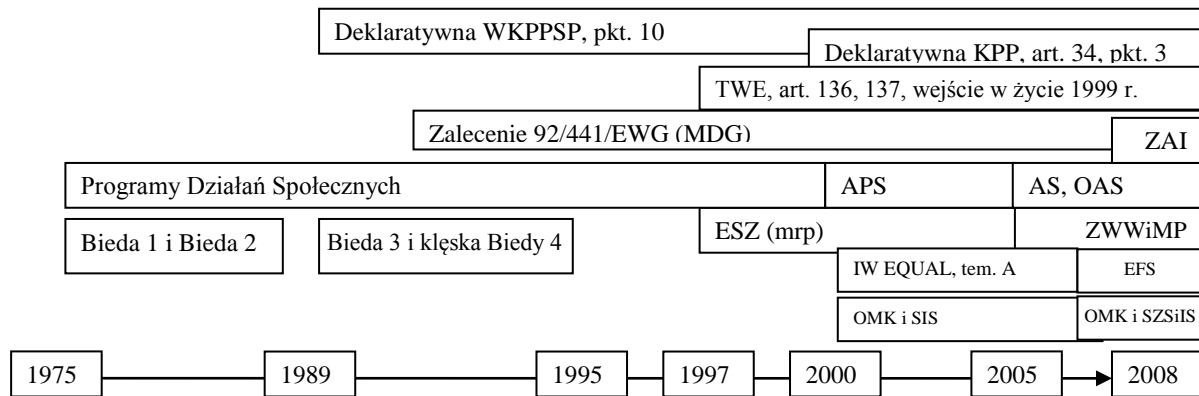 Deklaratywna WKPPSP, pkt. 10
Deklaratywna KPP, art. 34, pkt. 3
TWE, art. 136, 137, wejście w życie 1999 r.
Zalecenie 92/441/EWG (MDG)
ZAI
Programy Działań Społecznych
APS
AS, OAS
Bieda 1 i Bieda 2
Bieda 3 i klęska Biedy 4
ESZ (mrp)
ZWWiMP
IW EQUAL, tem. A
EFS
OMK i SIS
OMK i SZSiIS
1975
1989
1995
1997
2000
2005
2008